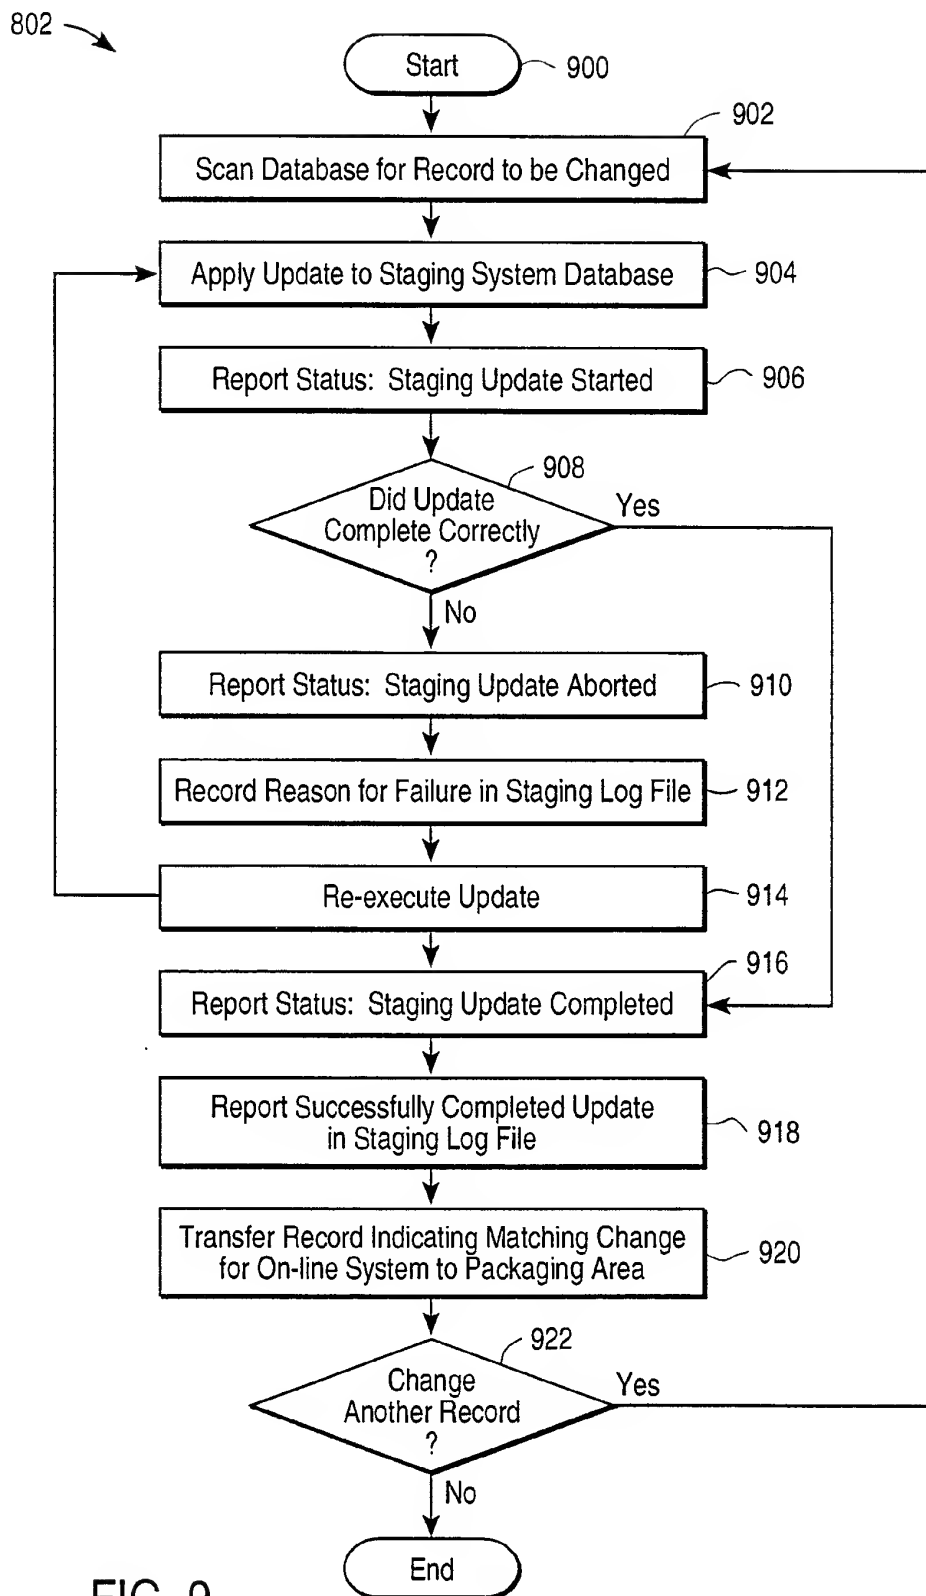 802
Start
900
902
Scan Database for Record to be Changed
Apply Update to Staging System Database
904
Report Status: Staging Update Started
906
908
Did Update
Complete Correctly
?
Yes
No
Report Status: Staging Update Aborted
910
Record Reason for Failure in Staging Log File
912
Re-execute Update
914
916
Report Status: Staging Update Completed
Report Successfully Completed Update
in Staging Log File
918
Transfer Record Indicating Matching Change
for On-line System to Packaging Area
920
922
Change
Another Record
?
Yes
No
End
FIG. 9